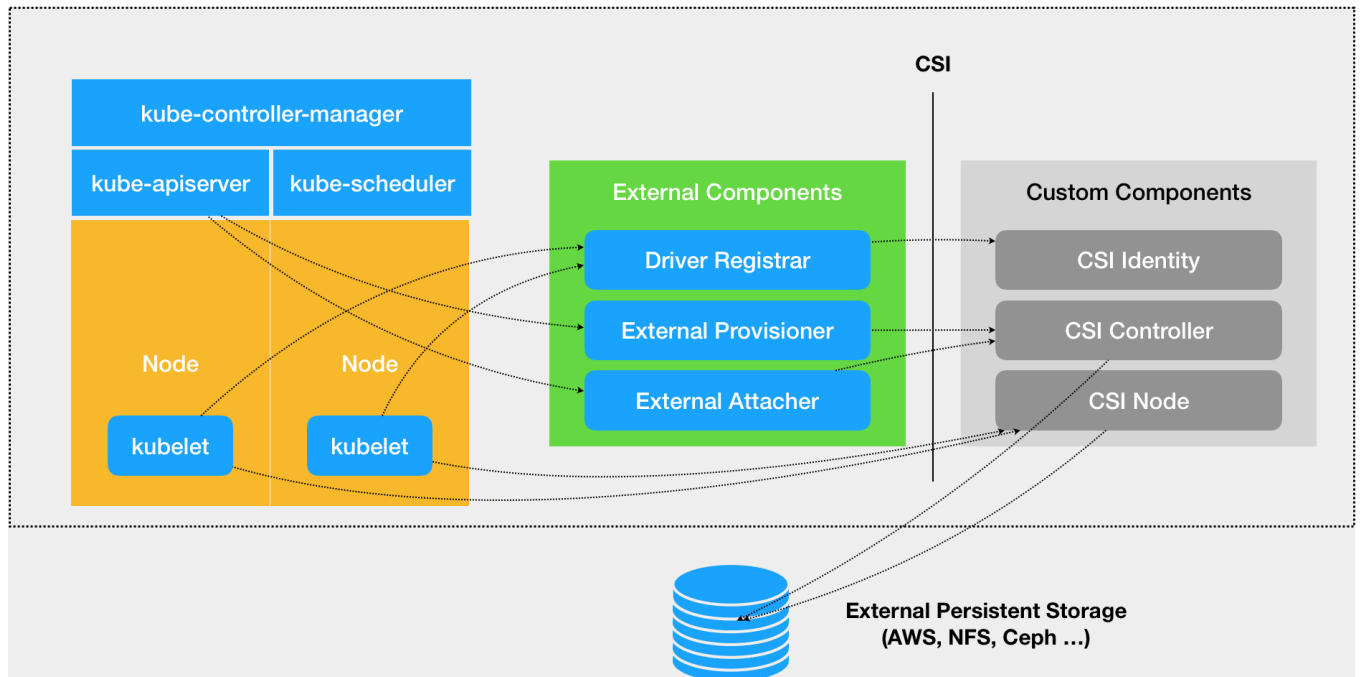 CSI
kube-controller-manager
kube-apiserver
kube-scheduler
Node
Node
kubelet
kubelet
External Components
Driver Registrar
External Provisioner
External Attacher
Custom Components
CSI Identity
CSI Controller
CSI Node
External Persistent Storage
(AWS, NFS, Ceph ...)